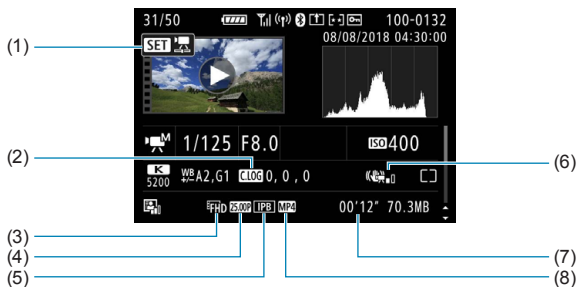 31/50 100-0132
(1) SET 08/08/2018 04:30:00
M 1/125 F8.0 ISO 400
(2) (6)
K 5200 WB +/- A2,G1 C.LOG 0, 0, 0
FHD 25.00P IPB MP4 00'12" 70.3MB
(3)
(4) (7)
(5) (8)